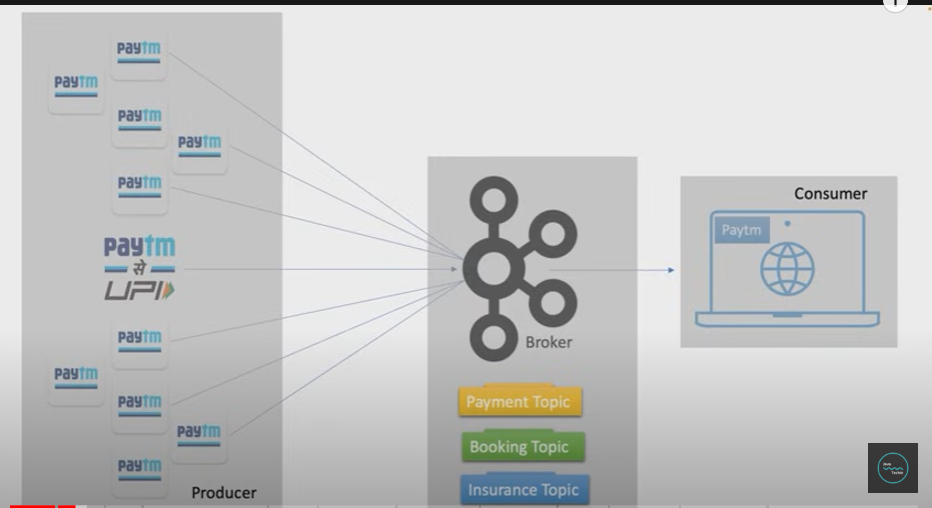 paytm
paytm
paytm
paytm
paytm
paytm
से
UPI
paytm
paytm
paytm
paytm
paytm
Producer
Broker
Payment Topic
Booking Topic
Insurance Topic
Consumer
Paytm